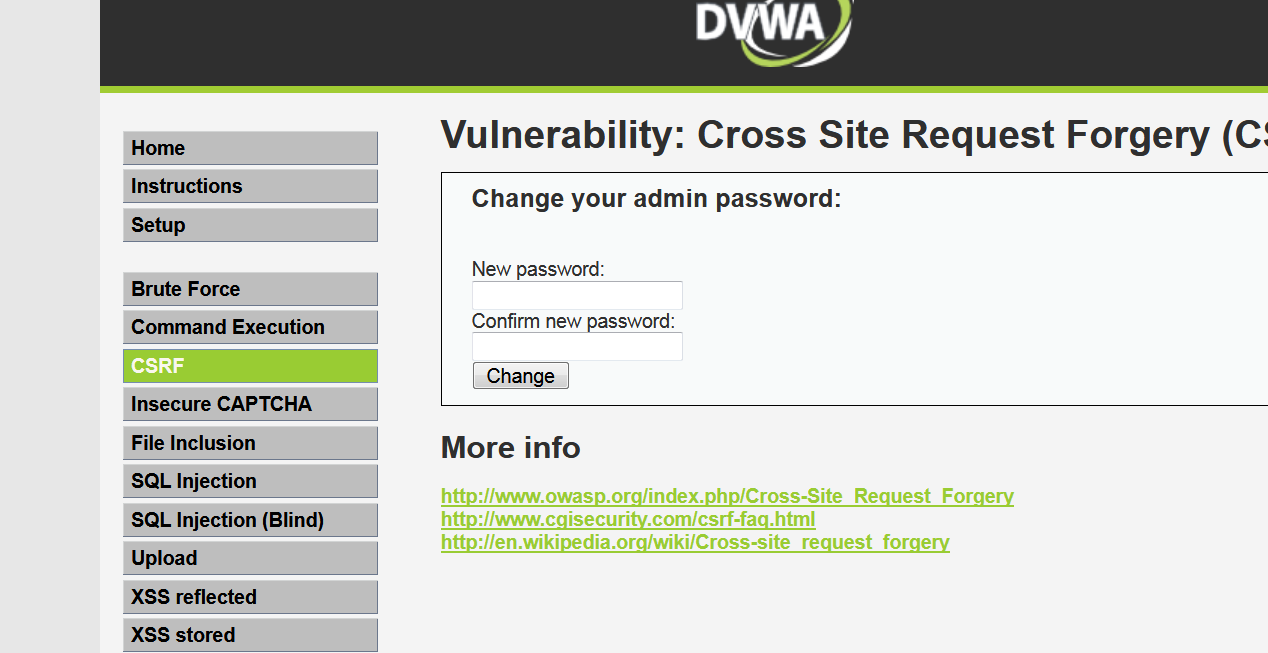 DVWA
Home
Instructions
Setup
Brute Force
Command Execution
CSRF
Insecure CAPTCHA
File Inclusion
SQL Injection
SQL Injection (Blind)
Upload
XSS reflected
XSS stored
Vulnerability: Cross Site Request Forgery (CS
Change your admin password:
New password:
Confirm new password:
Change
More info
http://www.owasp.org/index.php/Cross-Site_Request_Forgery
http://www.cgisecurity.com/csrf-faq.html
http://en.wikipedia.org/wiki/Cross-site_request_forgery